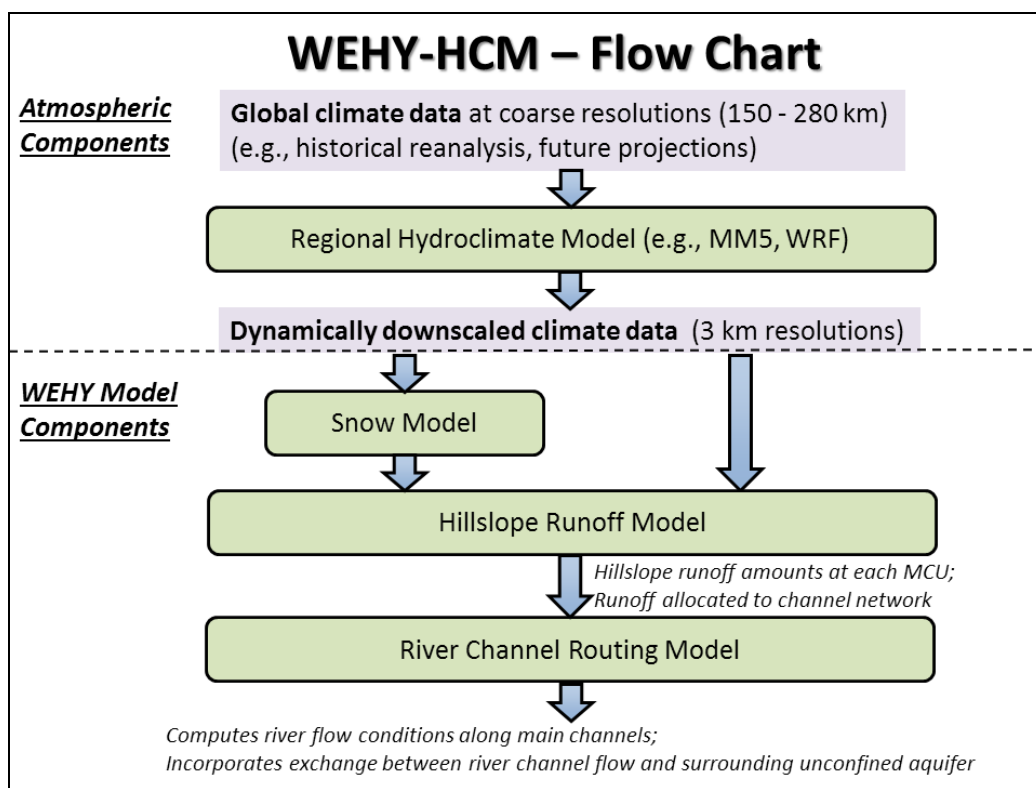 WEHY-HCM – Flow Chart
Atmospheric
Components
Global climate data at coarse resolutions (150 - 280 km)
(e.g., historical reanalysis, future projections)
Regional Hydroclimate Model (e.g., MM5, WRF)
Dynamically downscaled climate data (3 km resolutions)
WEHY Model
Components
Snow Model
Hillslope Runoff Model
Hillslope runoff amounts at each MCU;
Runoff allocated to channel network
River Channel Routing Model
Computes river flow conditions along main channels;
Incorporates exchange between river channel flow and surrounding unconfined aquifer